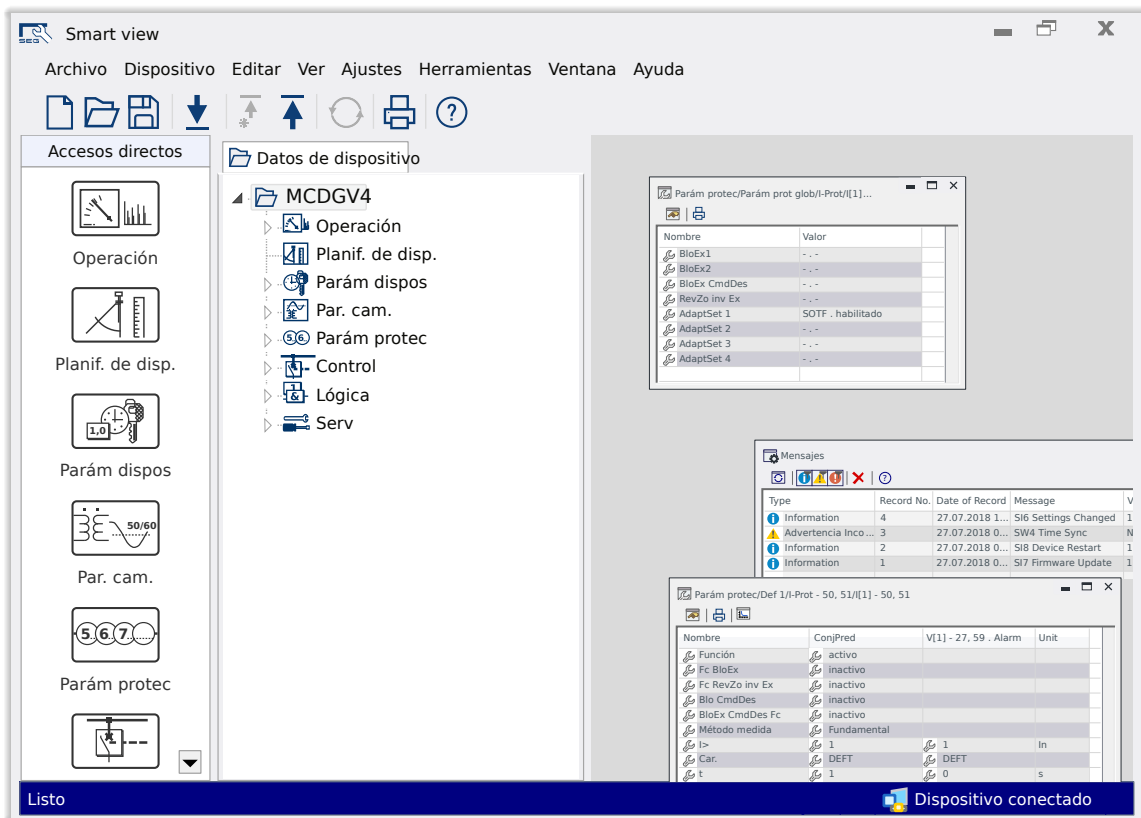 SEG Smart view
Archivo Dispositivo Editar Ver Ajustes Herramientas Ventana Ayuda
Accesos directos
1,0
50/60
5 6 7
Operación
Planif. de disp.
Parám dispos
Par. cam.
Parám protec
Datos de dispositivo
MCDGV4
Operación
Planif. de disp.
Parám dispos
Par. cam.
Parám protec
Control
Lógica
Serv
Parám protec/Parám prot glob/I-Prot/I[1]...
Nombre Valor
BloEx1 - . -
BloEx2 - . -
BloEx CmdDes - . -
RevZo inv Ex - . -
AdaptSet 1 SOTF . habilitado
AdaptSet 2 - . -
AdaptSet 3 - . -
AdaptSet 4 - . -
Mensajes
Type Record No. Date of Record Message V
Information 4 27.07.2018 1... SI6 Settings Changed 1
Advertencia Inco ... 3 27.07.2018 0... SW4 Time Sync N
Information 2 27.07.2018 0... SI8 Device Restart 1
Information 1 27.07.2018 0... SI7 Firmware Update 1
Parám protec/Def 1/I-Prot - 50, 51/I[1] - 50, 51
Nombre ConjPred V[1] - 27, 59 . Alarm Unit
Función activo
Fc BloEx inactivo
Fc RevZo inv Ex inactivo
Blo CmdDes inactivo
BloEx CmdDes Fc inactivo
Método medida Fundamental
I> 1 1 In
Car. DEFT DEFT
t 1 0 s
Listo Dispositivo conectado